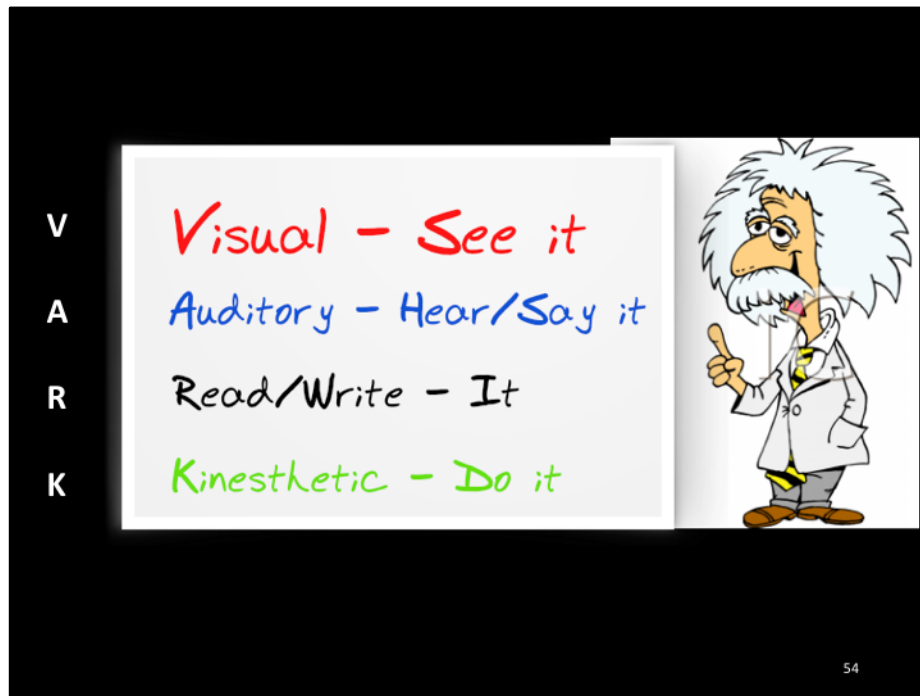 V
Visual - See it
A
Auditory - Hear/Say it
R
Read/Write - It
K
Kinesthetic - Do it
54